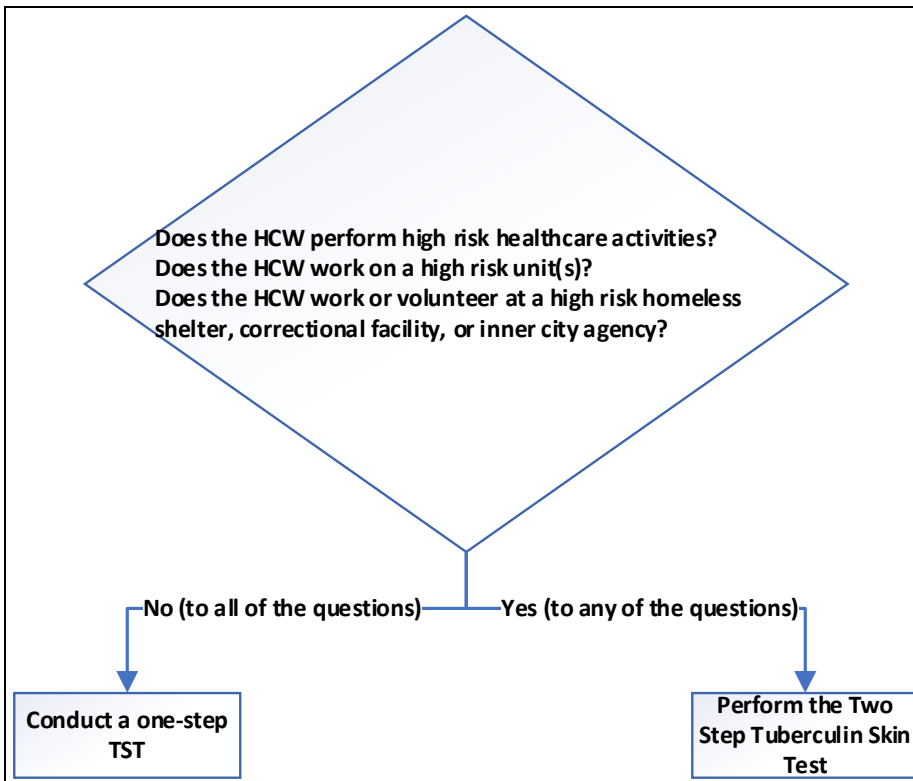 Does the HCW perform high risk healthcare activities?
Does the HCW work on a high risk unit(s)?
Does the HCW work or volunteer at a high risk homeless
shelter, correctional facility, or inner city agency?
No (to all of the questions)
Yes (to any of the questions)
Conduct a one-step
TST
Perform the Two
Step Tuberculin Skin
Test